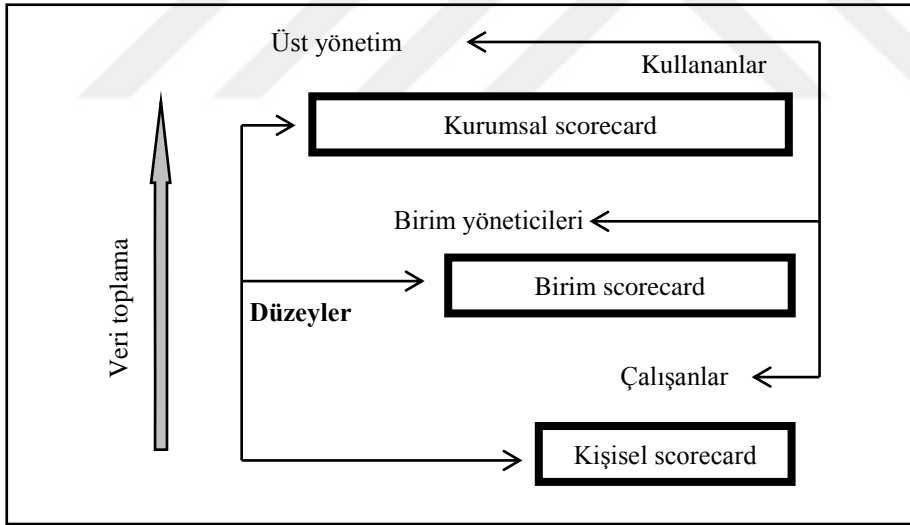 Üst yönetim
Kullananlar
Kurumsal scorecard
Birim yöneticileri
Birim scorecard
Düzeyler
Veri toplama
Çalışanlar
Kişisel scorecard